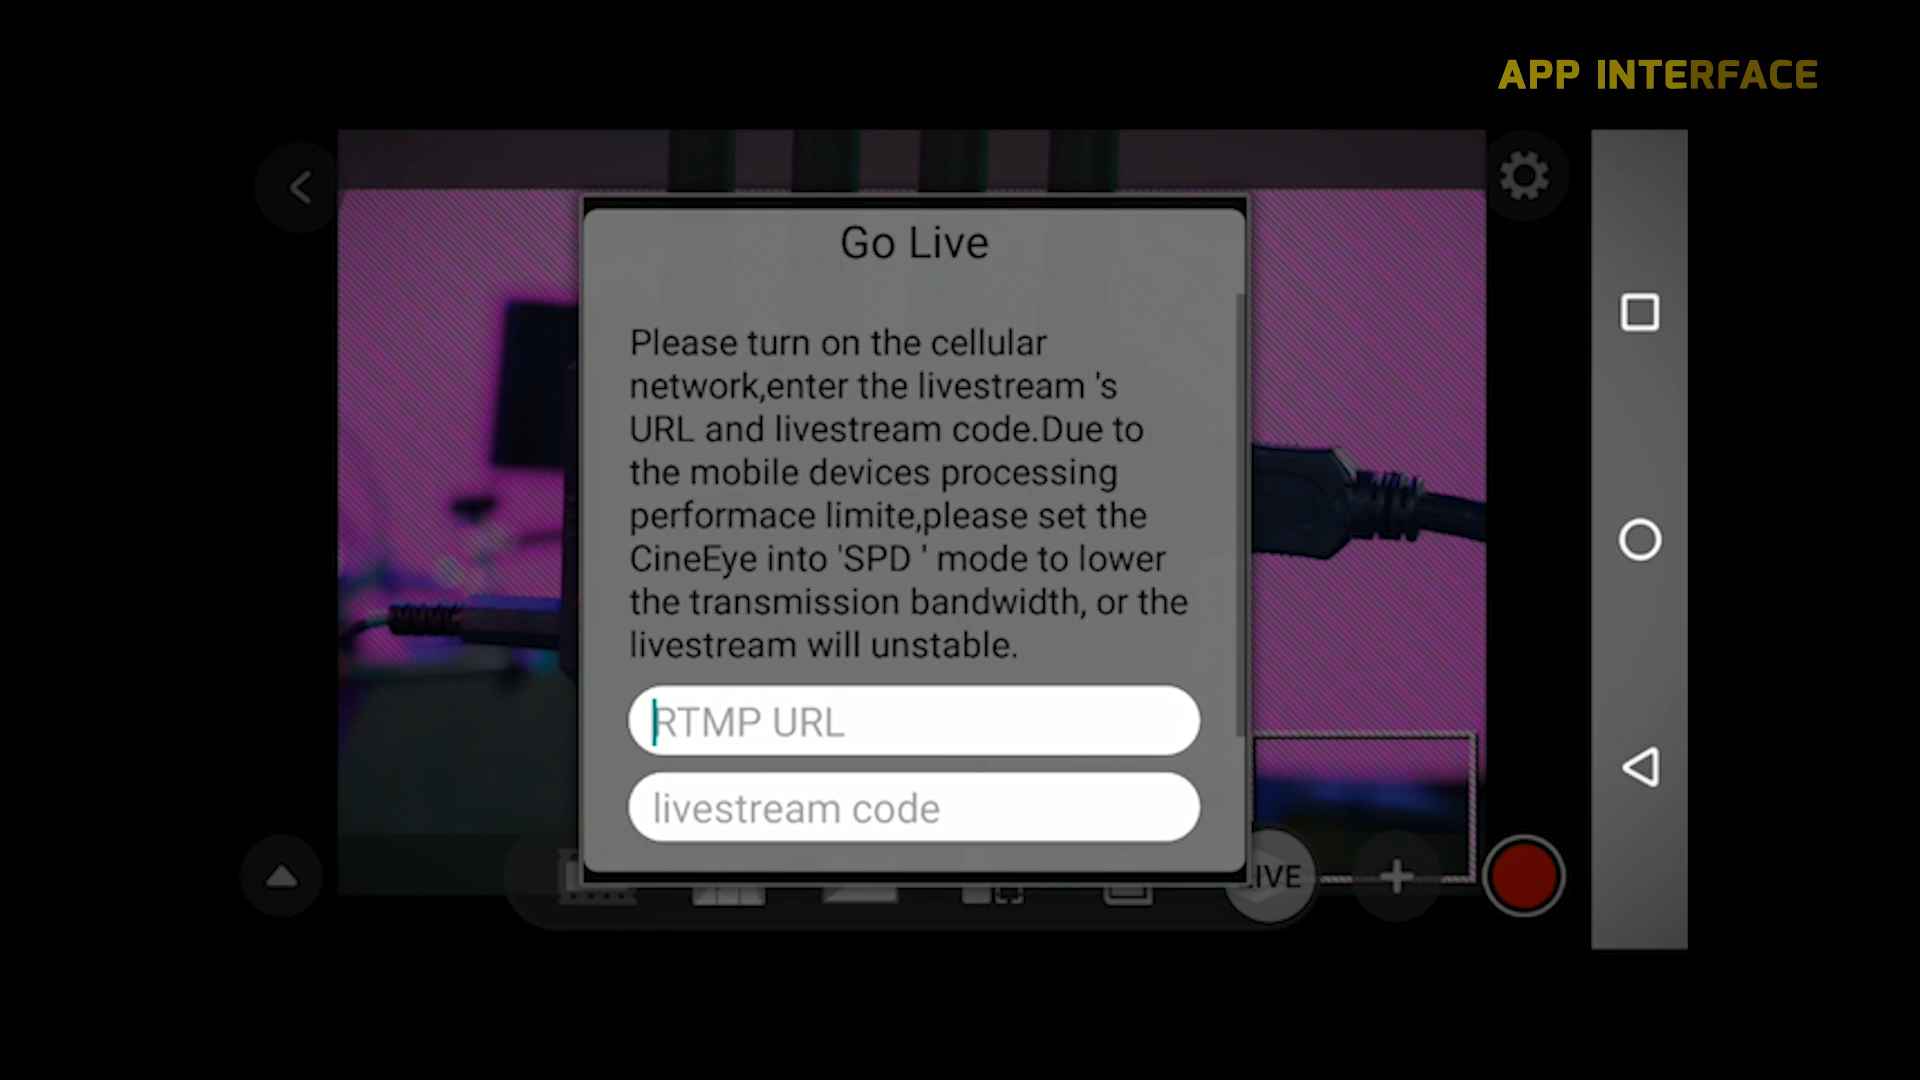 APP INTERFACE
Go Live
Please turn on the cellular
network,enter the livestream 's
URL and livestream code.Due to
the mobile devices processing
performace limite,please set the
CineEye into 'SPD ' mode to lower
the transmission bandwidth, or the
livestream will unstable.
RTMP URL
livestream code
LIVE